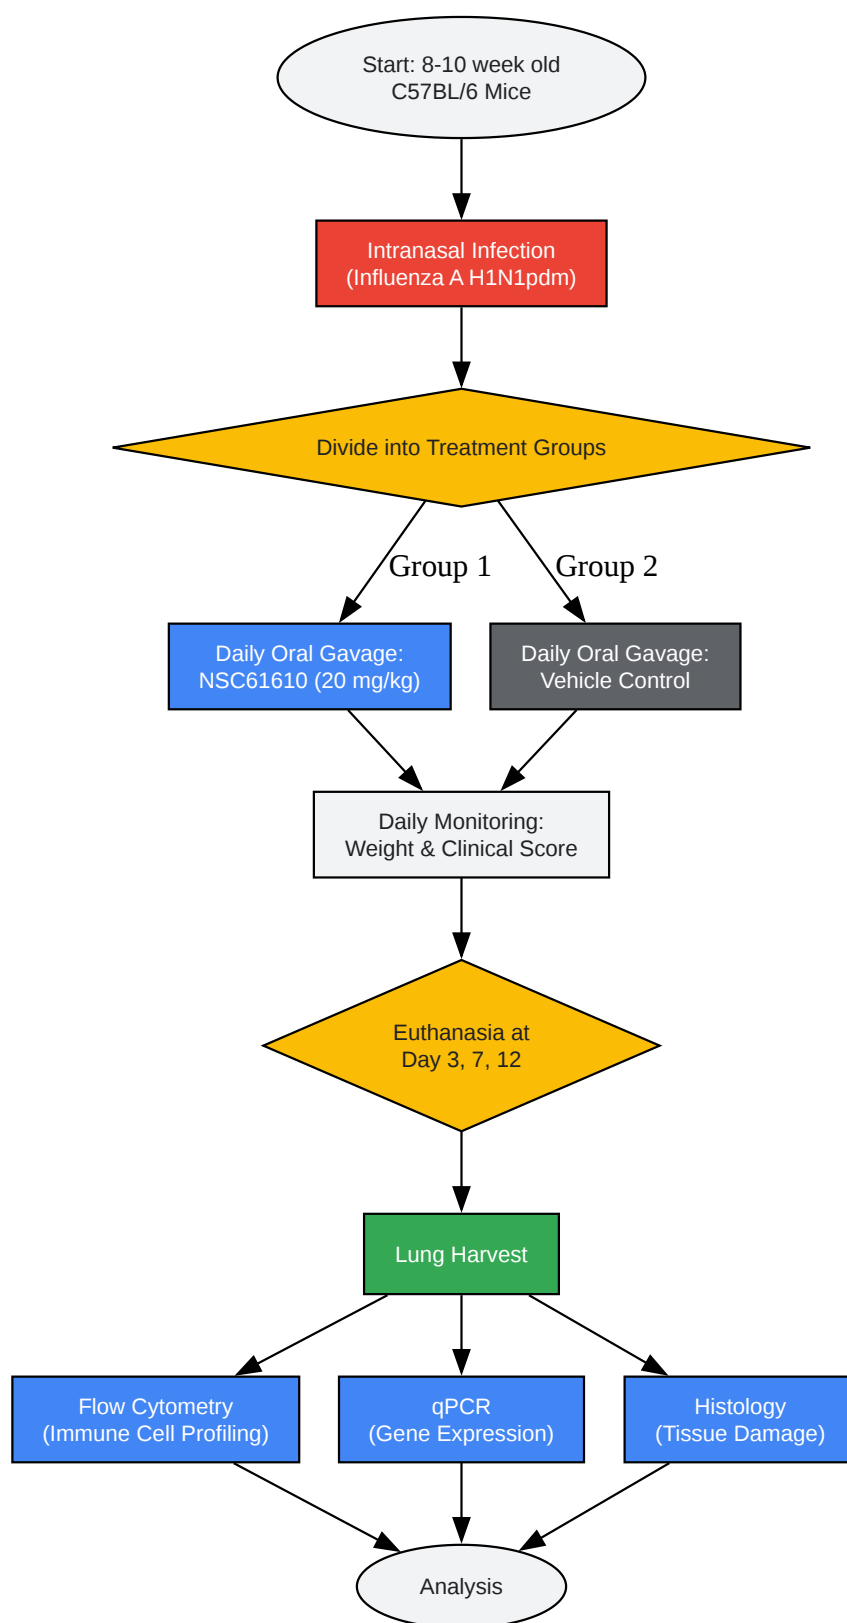 Start: 8-10 week old
C57BL/6 Mice
Intranasal Infection
(Influenza A H1N1pdm)
Divide into Treatment Groups
Group 1
Group 2
Daily Oral Gavage:
NSC61610 (20 mg/kg)
Daily Oral Gavage:
Vehicle Control
Daily Monitoring:
Weight & Clinical Score
Euthanasia at
Day 3, 7, 12
Lung Harvest
Flow Cytometry
(Immune Cell Profiling)
qPCR
(Gene Expression)
Histology
(Tissue Damage)
Analysis